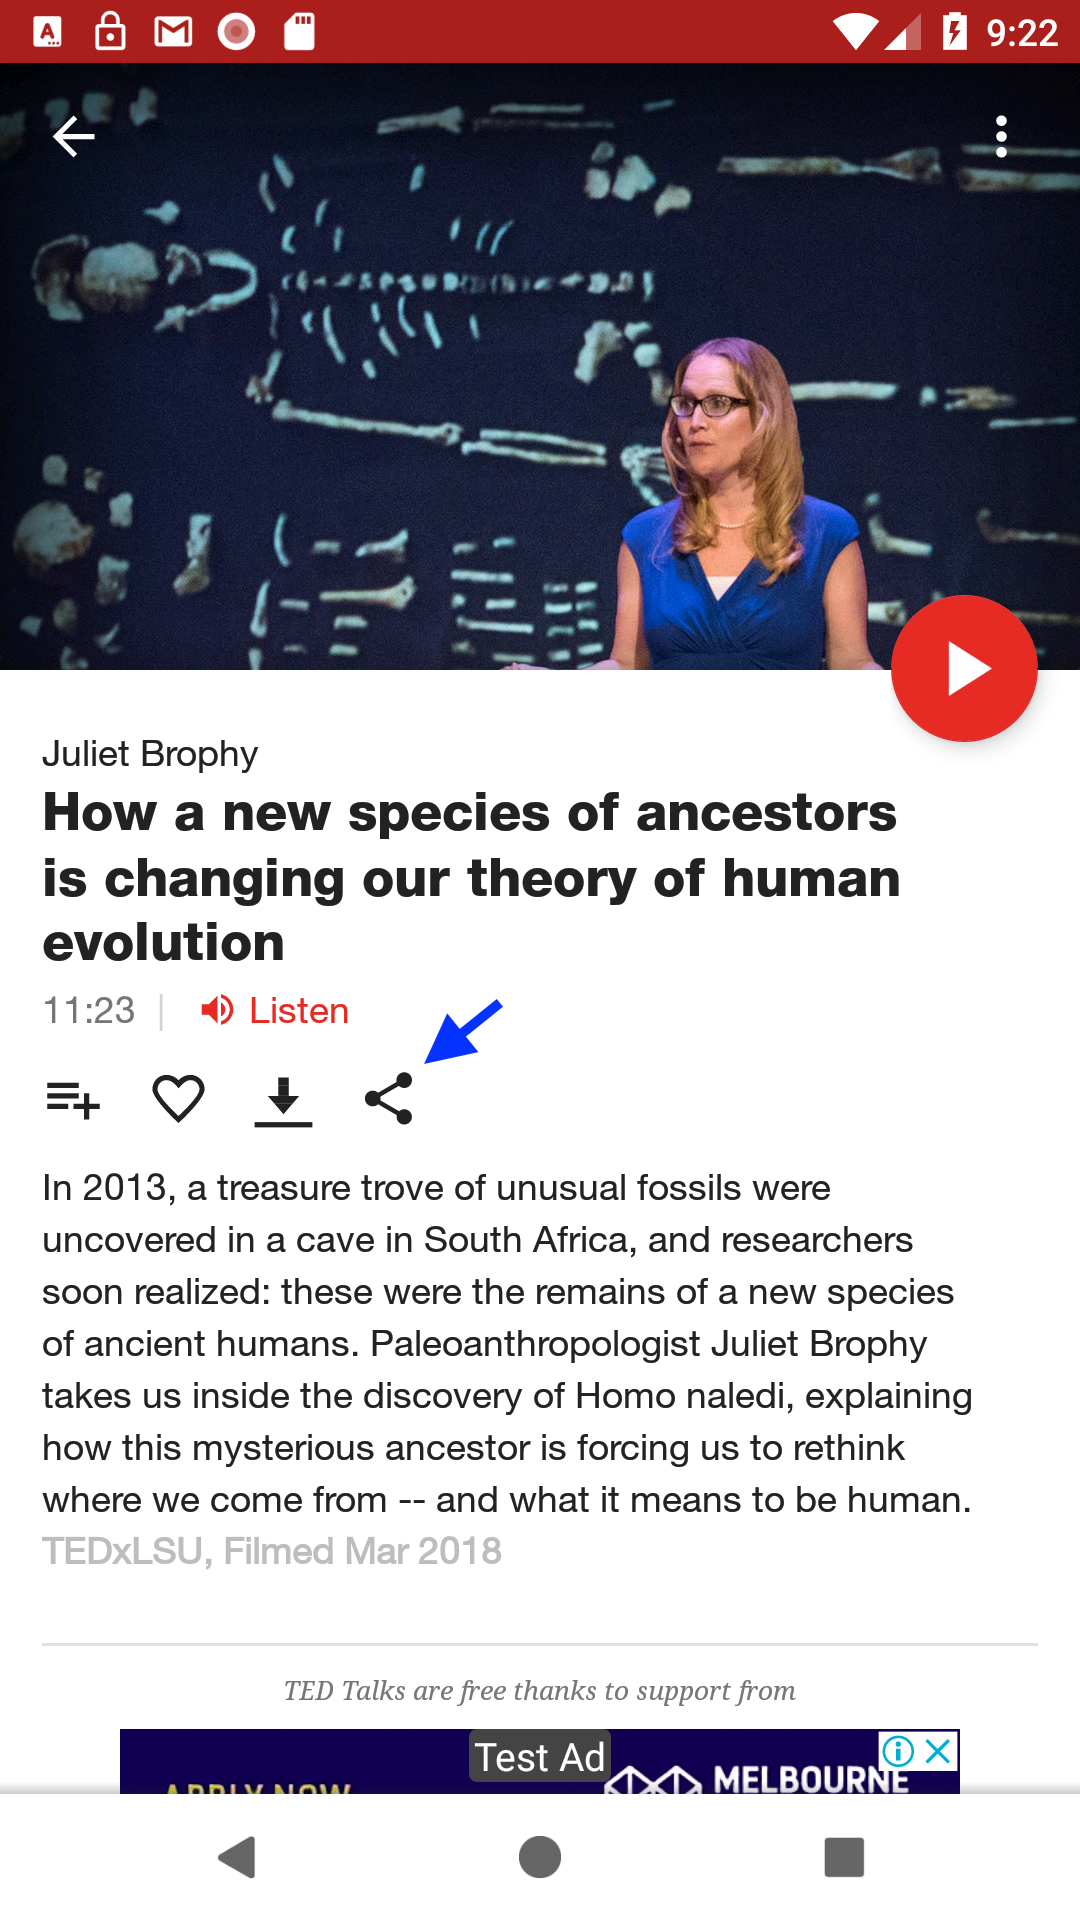 9:22
Juliet Brophy
How a new species of ancestors
is changing our theory of human
evolution
11:23 | Listen
In 2013, a treasure trove of unusual fossils were
uncovered in a cave in South Africa, and researchers
soon realized: these were the remains of a new species
of ancient humans. Paleoanthropologist Juliet Brophy
takes us inside the discovery of Homo naledi, explaining
how this mysterious ancestor is forcing us to rethink
where we come from -- and what it means to be human.
TEDxLSU, Filmed Mar 2018
TED Talks are free thanks to support from
Test Ad
APPLY NOW
MELBOURNE